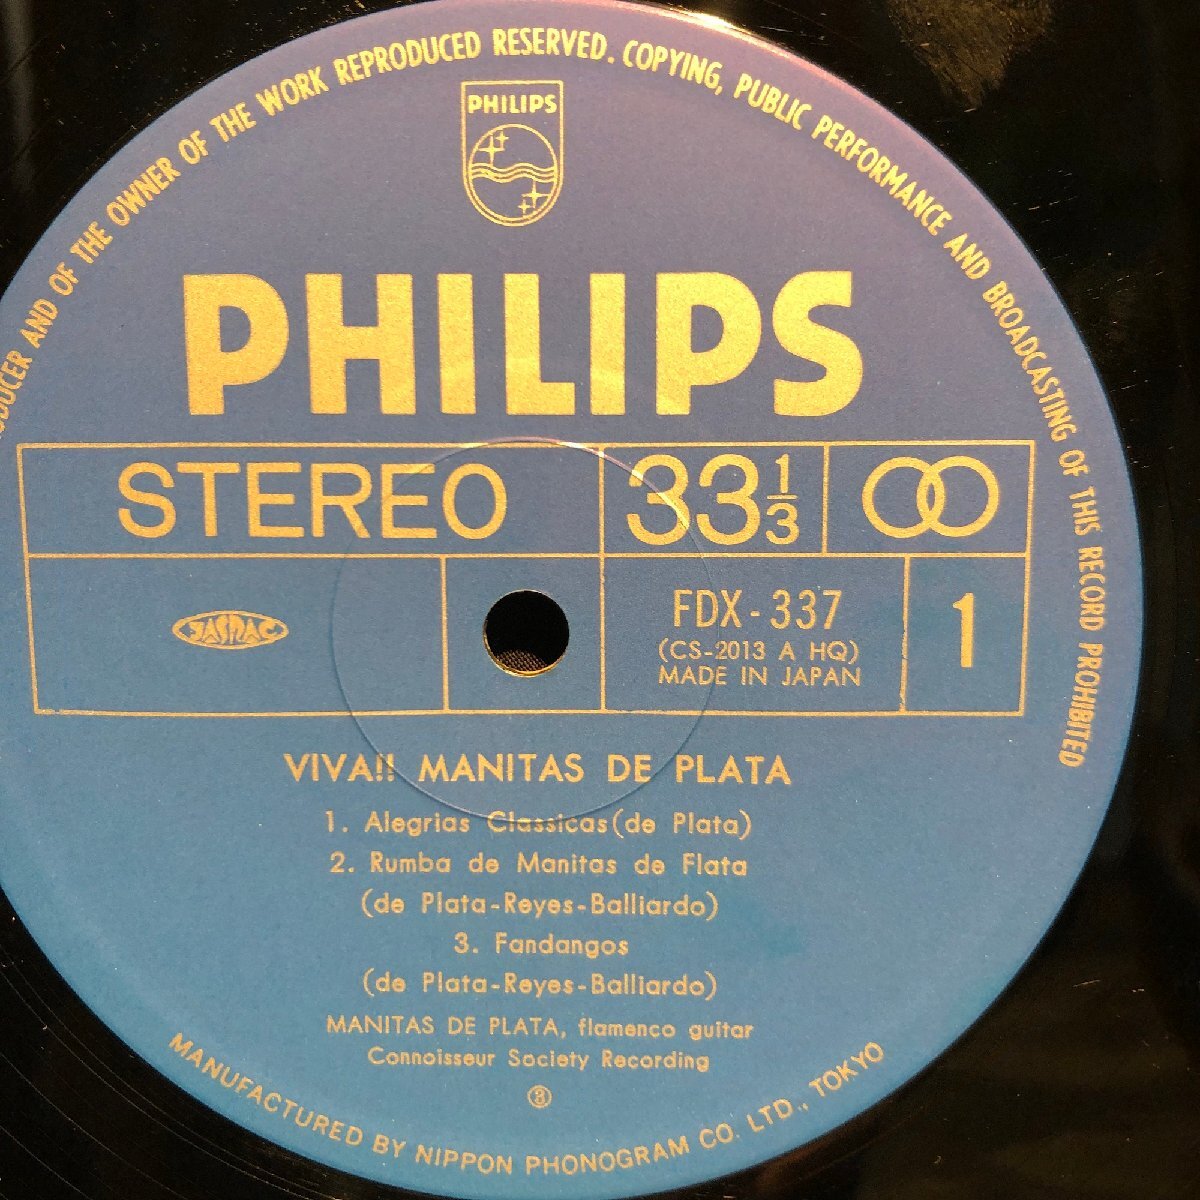 PRODUCER AND OF THE OWNER OF THE WORK REPRODUCED RESERVED. COPYING, PUBLIC PERFORMANCE AND BROADCASTING OF THIS RECORD PROHIBITED
PHILIPS
PHILIPS
STEREO
33 1/3
JASRAC
FDX-337
(CS-2013 A HQ)
MADE IN JAPAN
1
VIVA!! MANITAS DE PLATA
1. Alegrias Classicas (de Plata)
2. Rumba de Manitas de Flata
(de Plata-Reyes-Balliardo)
3. Fandangos
(de Plata-Reyes-Balliardo)
MANITAS DE PLATA, flamenco guitar
Connoisseur Society Recording
③
MANUFACTURED BY NIPPON PHONOGRAM CO. LTD., TOKYO